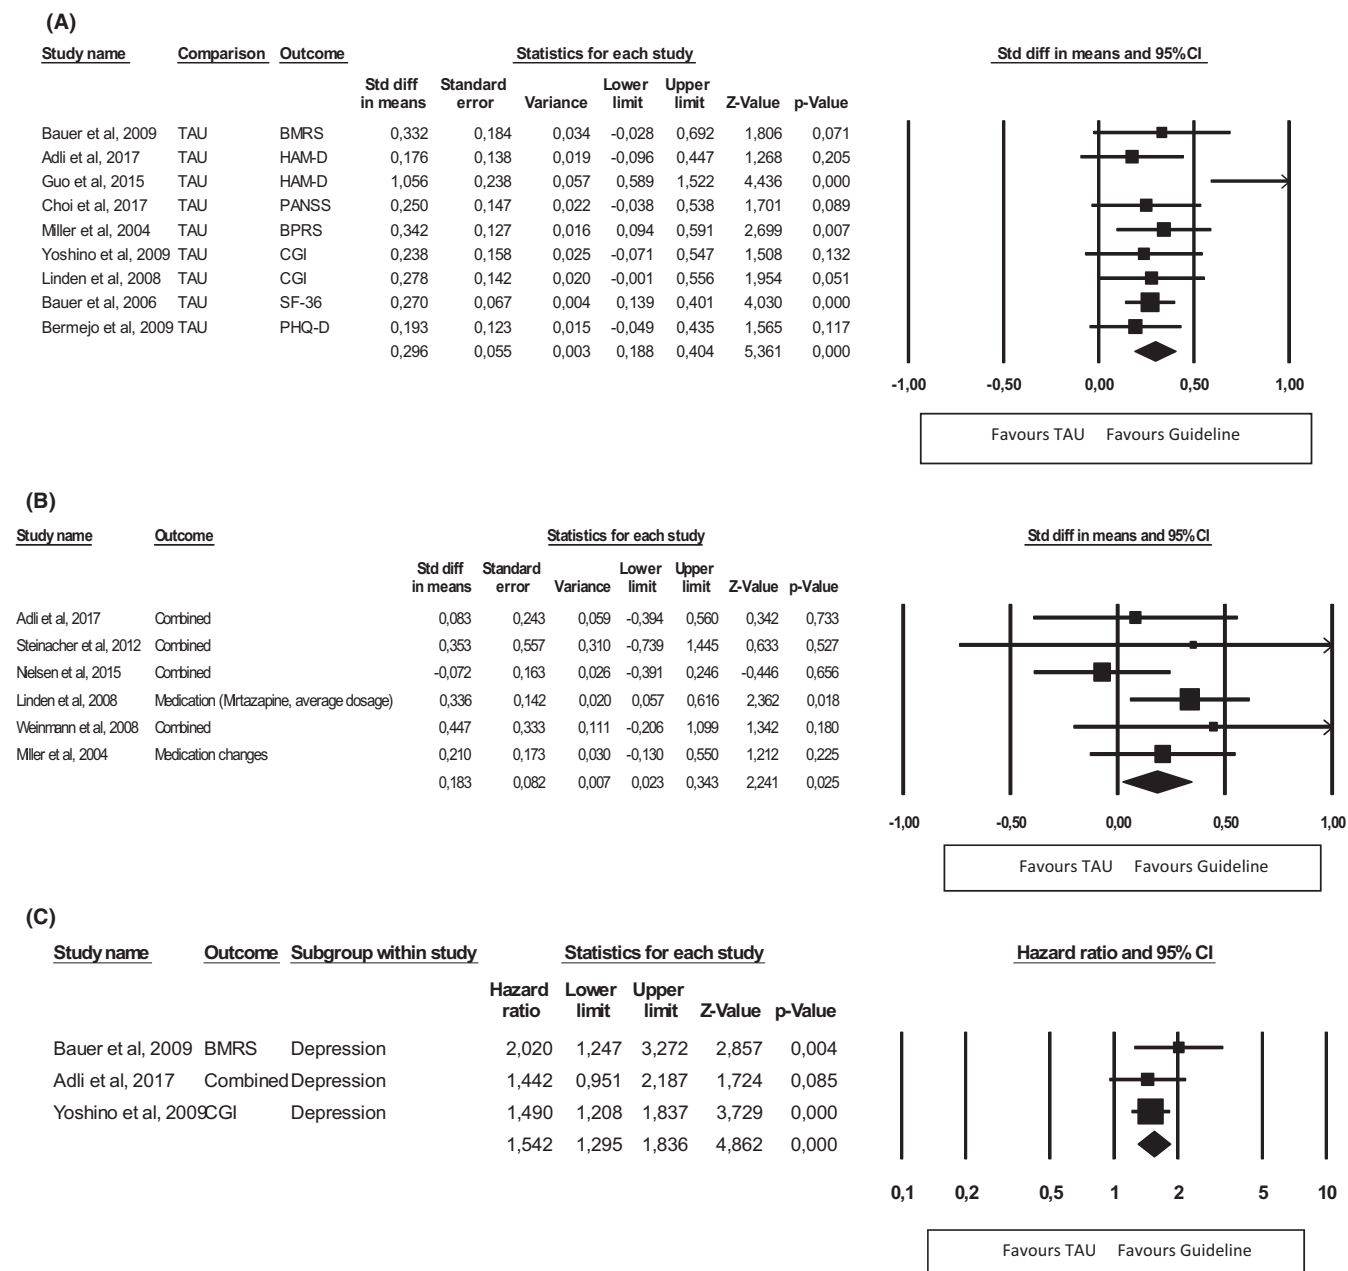 (A)
Study name Comparison Outcome Statistics for each study Std diff in means and 95%CI
Std diff Standard Lower Upper
in means error Variance limit limit Z-Value p-Value
Bauer et al, 2009 TAU BMRS 0,332 0,184 0,034 -0,028 0,692 1,806 0,071
Adli et al, 2017 TAU HAM-D 0,176 0,138 0,019 -0,096 0,447 1,268 0,205
Guo et al, 2015 TAU HAM-D 1,056 0,238 0,057 0,589 1,522 4,436 0,000
Choi et al, 2017 TAU PANSS 0,250 0,147 0,022 -0,038 0,538 1,701 0,089
Miller et al, 2004 TAU BPRS 0,342 0,127 0,016 0,094 0,591 2,699 0,007
Yoshino et al, 2009 TAU CGI 0,238 0,158 0,025 -0,071 0,547 1,508 0,132
Linden et al, 2008 TAU CGI 0,278 0,142 0,020 -0,001 0,556 1,954 0,051
Bauer et al, 2006 TAU SF-36 0,270 0,067 0,004 0,139 0,401 4,030 0,000
Bermejo et al, 2009 TAU PHQ-D 0,193 0,123 0,015 -0,049 0,435 1,565 0,117
0,296 0,055 0,003 0,188 0,404 5,361 0,000
-1,00 -0,50 0,00 0,50 1,00
Favours TAU Favours Guideline
(B)
Study name Outcome Statistics for each study Std diff in means and 95%CI
Std diff Standard Lower Upper
in means error Variance limit limit Z-Value p-Value
Adli et al, 2017 Combined 0,083 0,243 0,059 -0,394 0,560 0,342 0,733
Steinacher et al, 2012 Combined 0,353 0,557 0,310 -0,739 1,445 0,633 0,527
Nielsen et al, 2015 Combined -0,072 0,163 0,026 -0,391 0,246 -0,446 0,656
Linden et al, 2008 Medication (Mirtazapine, average dosage) 0,336 0,142 0,020 0,057 0,616 2,362 0,018
Weinmann et al, 2008 Combined 0,447 0,333 0,111 -0,206 1,099 1,342 0,180
Miller et al, 2004 Medication changes 0,210 0,173 0,030 -0,130 0,550 1,212 0,225
0,183 0,082 0,007 0,023 0,343 2,241 0,025
-1,00 -0,50 0,00 0,50 1,00
Favours TAU Favours Guideline
(C)
Study name Outcome Subgroup within study Statistics for each study Hazard ratio and 95% CI
Hazard Lower Upper
ratio limit limit Z-Value p-Value
Bauer et al, 2009 BMRS Depression 2,020 1,247 3,272 2,857 0,004
Adli et al, 2017 Combined Depression 1,442 0,951 2,187 1,724 0,085
Yoshino et al, 2009 CGI Depression 1,490 1,208 1,837 3,729 0,000
1,542 1,295 1,836 4,862 0,000
0,1 0,2 0,5 1 2 5 10
Favours TAU Favours Guideline